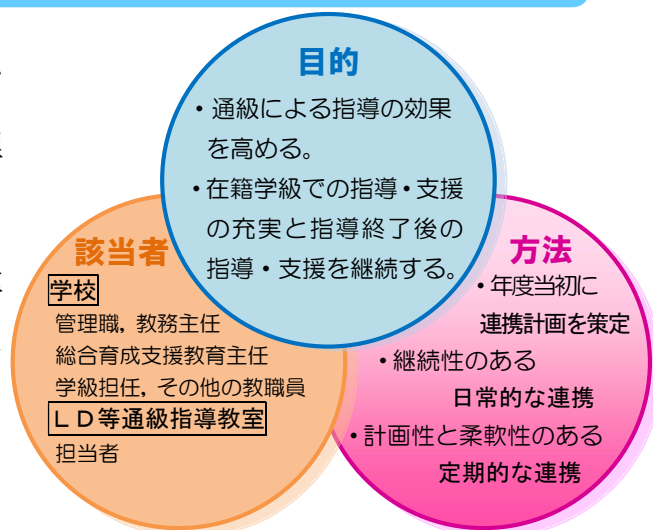 目的
・通級による指導の効果
を高める。
・在籍学級での指導・支援
の充実と指導終了後の
指導・支援を継続する。
該当者
学校
管理職，教務主任
総合育成支援教育主任
学級担任，その他の教職員
ＬＤ等通級指導教室
担当者
方法
・年度当初に
連携計画を策定
・継続性のある
日常的な連携
・計画性と柔軟性のある
定期的な連携